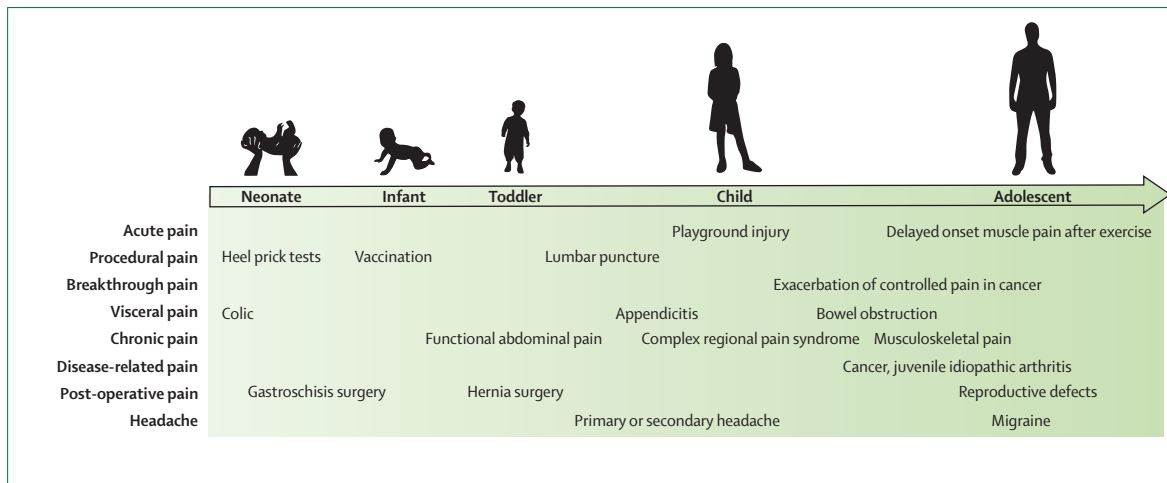 Neonate Infant Toddler Child Adolescent
Acute pain Playground injury Delayed onset muscle pain after exercise
Procedural pain Heel prick tests Vaccination Lumbar puncture
Breakthrough pain Exacerbation of controlled pain in cancer
Visceral pain Colic Appendicitis Bowel obstruction
Chronic pain Functional abdominal pain Complex regional pain syndrome Musculoskeletal pain
Disease-related pain Cancer, juvenile idiopathic arthritis
Post-operative pain Gastroschisis surgery Hernia surgery Reproductive defects
Headache Primary or secondary headache Migraine